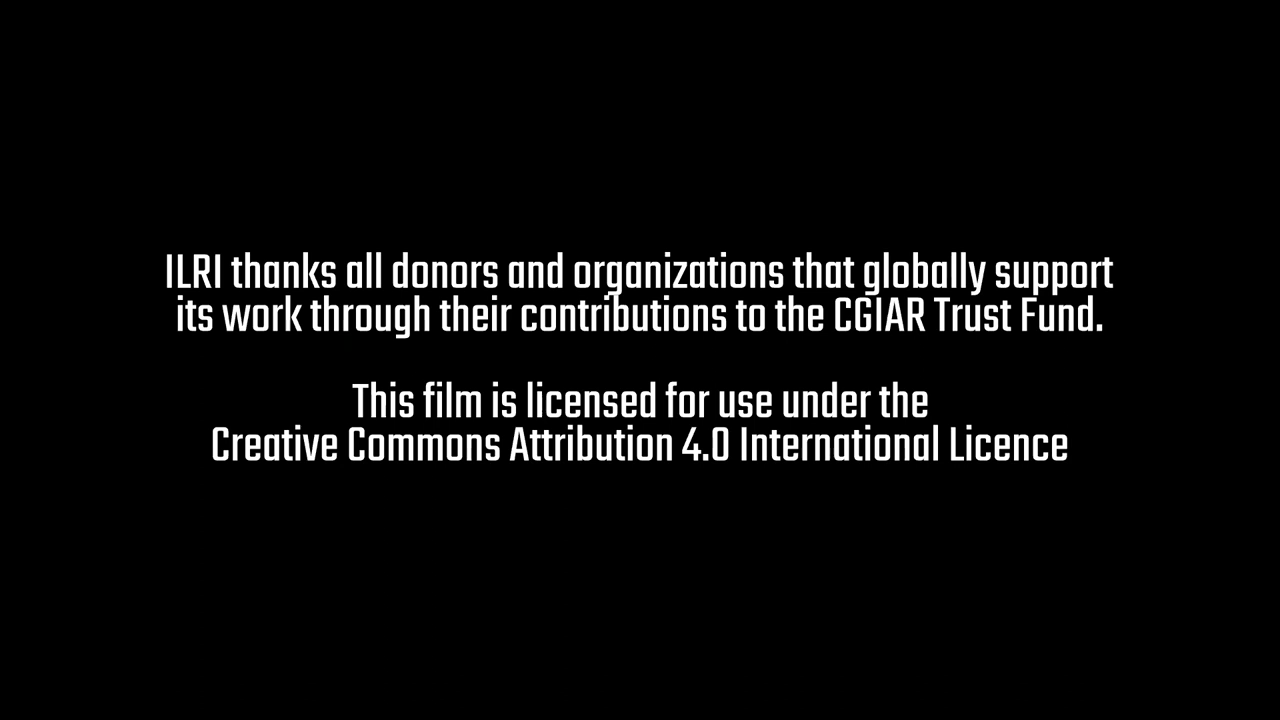 ILRI thanks all donors and organizations that globally support
its work through their contributions to the CGIAR Trust Fund.
This film is licensed for use under the
Creative Commons Attribution 4.0 International Licence